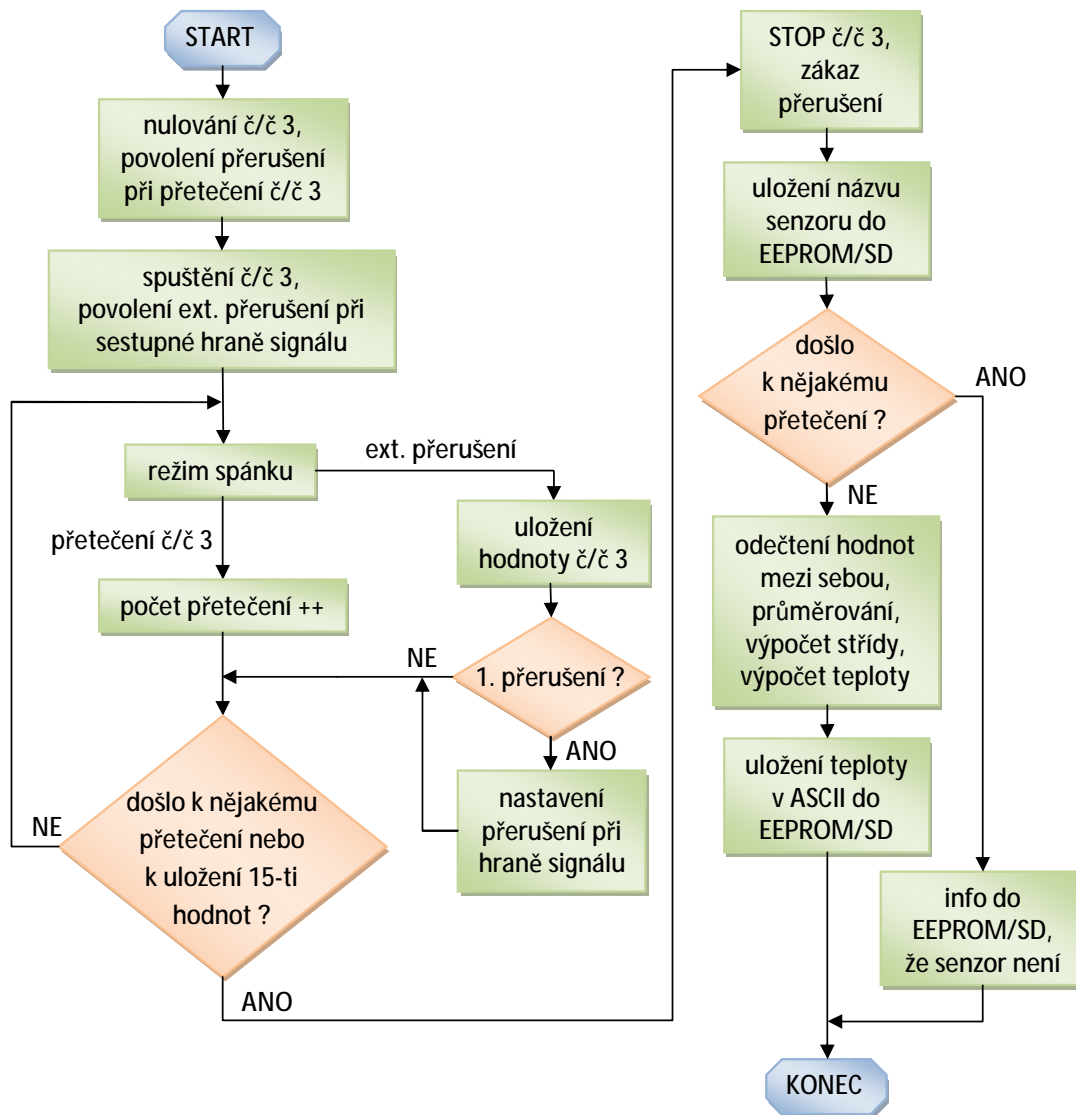 START
nulování č/č 3,
povolení přerušení
při přetečení č/č 3
spuštění č/č 3,
povolení ext. přerušení při
sestupné hraně signálu
režim spánku
ext. přerušení
přetečení č/č 3
uložení
hodnoty č/č 3
počet přetečení ++
NE
1. přerušení ?
ANO
nastavení
přerušení při
hraně signálu
NE
došlo k nějakému
přetečení nebo
k uložení 15-ti
hodnot ?
ANO
STOP č/č 3,
zákaz
přerušení
uložení názvu
senzoru do
EEPROM/SD
došlo
k nějakému
přetečení ?
ANO
NE
odečtení hodnot
mezi sebou,
průměrování,
výpočet střídy,
výpočet teploty
uložení teploty
v ASCII do
EEPROM/SD
info do
EEPROM/SD,
že senzor není
KONEC